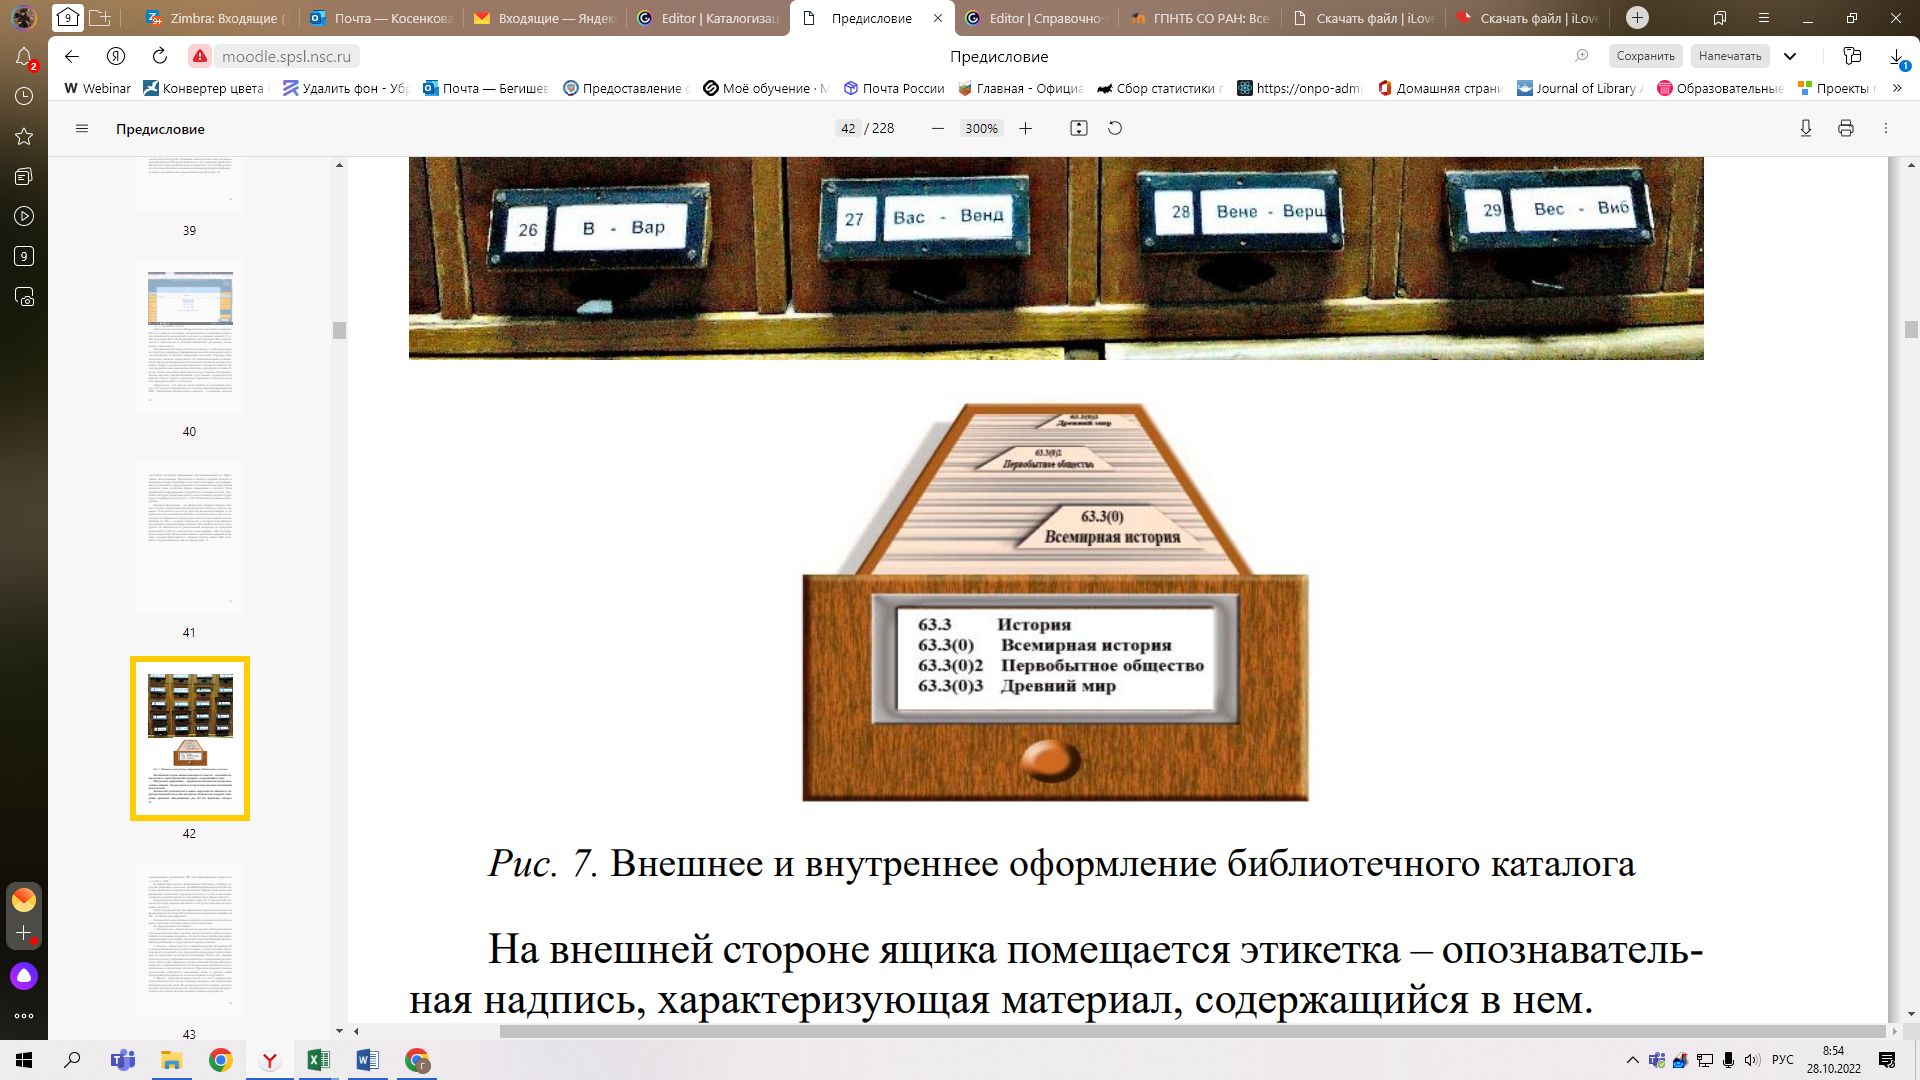 Zimbra: Входящие (1
Почта — Косенкова
Входящие — Яндекс
Editor | Каталогизац
Предисловие
Editor | Справочно-
ГПНТБ СО РАН: Все
Скачать файл | iLove
Скачать файл | iLove
9
2
moodle.spsl.nsc.ru
Предисловие
Сохранить
Напечатать
1
Webinar
Конвертер цвета
Удалить фон - Убр
Почта — Бегишев
Предоставление с
Моё обучение · М
Почта России
Главная - Официа
Сбор статистики п
https://onpo-admi
Домашняя страни
Journal of Library A
Образовательные
Проекты
»
Предисловие
42 / 228
300%
39
40
41
42
43
9
26 В - Вар
27 Вас - Венд
28 Вене - Верш
29 Вес - Виб
63.3(0)3
Древний мир
63.3(0)2
Первобытное общество
63.3(0)
Всемирная история
63.3 История
63.3(0) Всемирная история
63.3(0)2 Первобытное общество
63.3(0)3 Древний мир
Рис. 7. Внешнее и внутреннее оформление библиотечного каталога
На внешней стороне ящика помещается этикетка – опознаватель-
ная надпись, характеризующая материал, содержащийся в нем.
РУС
8:54
28.10.2022